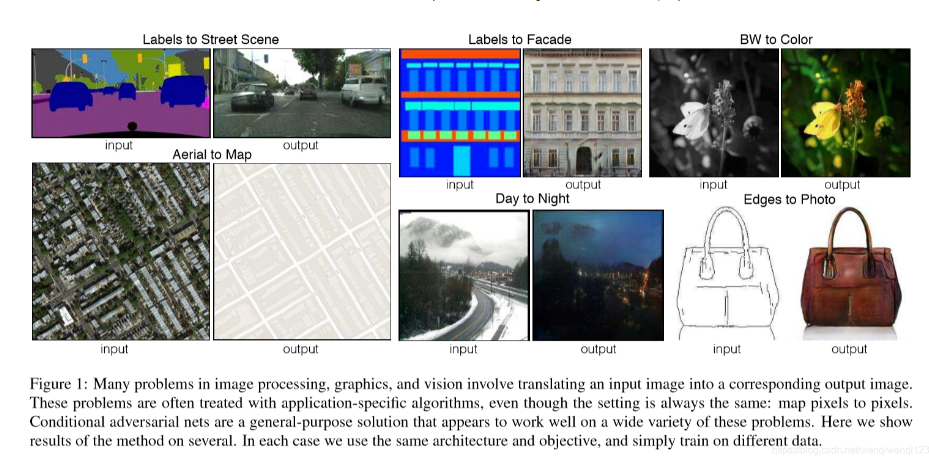 Labels to Street Scene
input
output
Aerial to Map
input
output
Labels to Facade
input
output
BW to Color
input
output
Day to Night
input
output
Edges to Photo
input
output
Figure 1: Many problems in image processing, graphics, and vision involve translating an input image into a corresponding output image.
These problems are often treated with application-specific algorithms, even though the setting is always the same: map pixels to pixels.
Conditional adversarial nets are a general-purpose solution that appears to work well on a wide variety of these problems. Here we show
results of the method on several. In each case we use the same architecture and objective, and simply train on different data.
https://blog.csdn.net/wenqiwenqi123